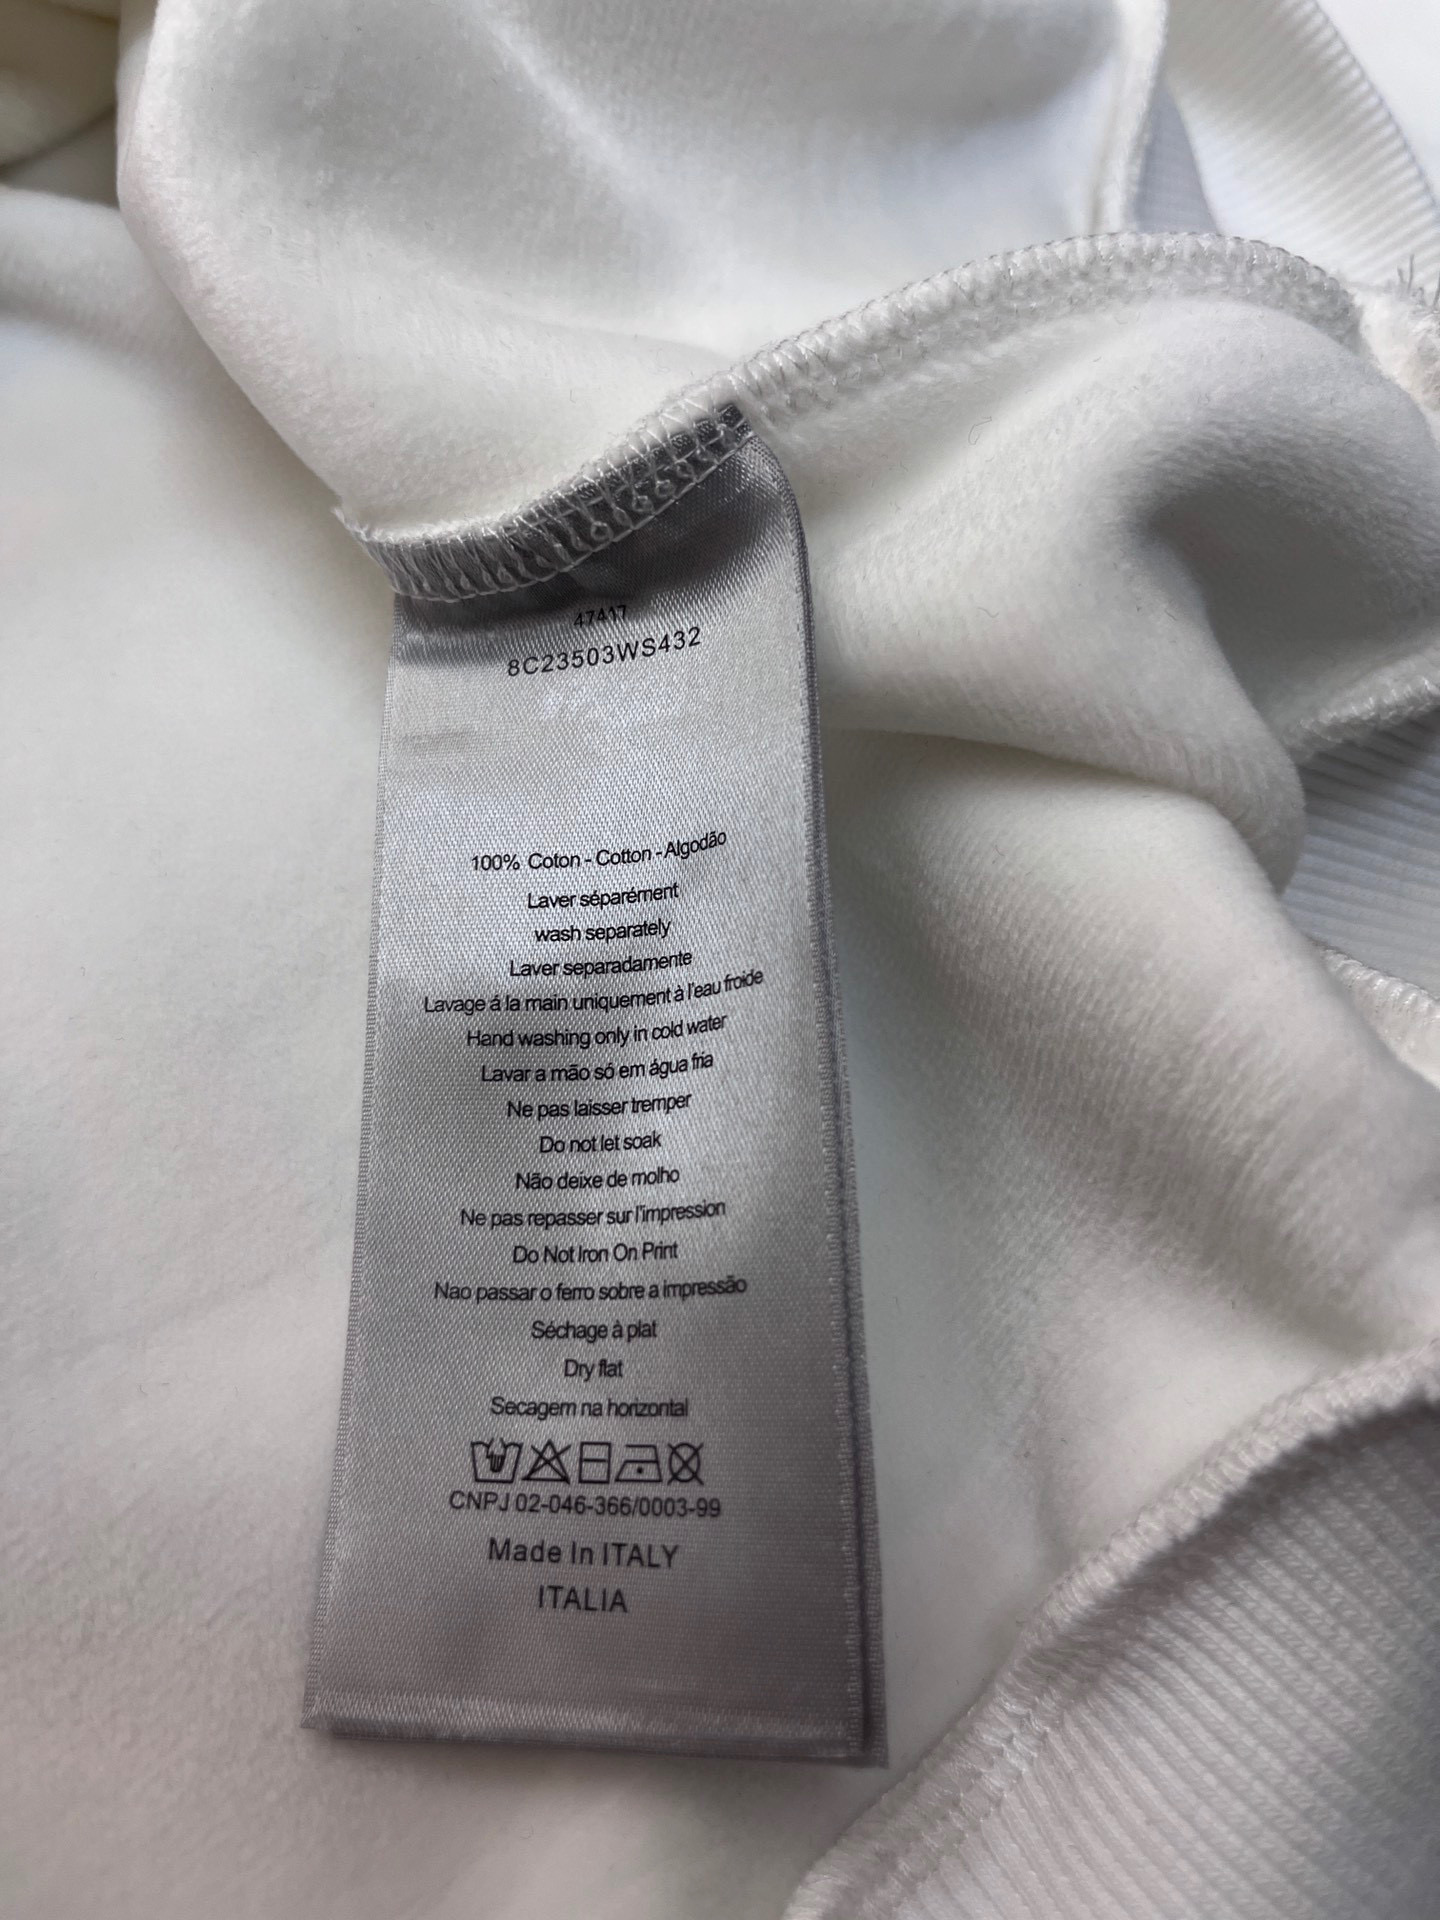 47417
8C23503WS432
100% Coton - Cotton - Algodão
Laver séparément
wash separately
Laver separadamente
Lavage á la main uniquement à l'eau froide
Hand washing only in cold water
Lavar a mão só em água fria
Ne pas laisser tremper
Do not let soak
Não deixe de molho
Ne pas repasser sur l'impression
Do Not Iron On Print
Nao passar o ferro sobre a impressão
Séchage à plat
Dry flat
Secagem na horizontal
CNPJ 02-046-366/0003-99
Made In ITALY
ITALIA